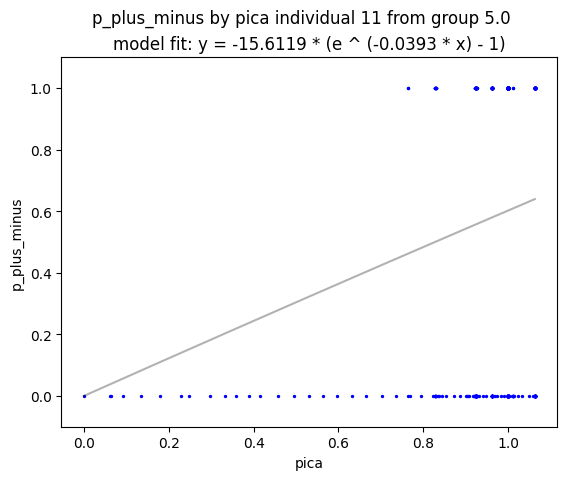 p_plus_minus by pica individual 11 from group 5.0
model fit: y = -15.6119 * (e ^ (-0.0393 * x) - 1)
1.0
0.8
0.6
0.4
0.2
0.0
p_plus_minus
0.0 0.2 0.4 0.6 0.8 1.0
pica